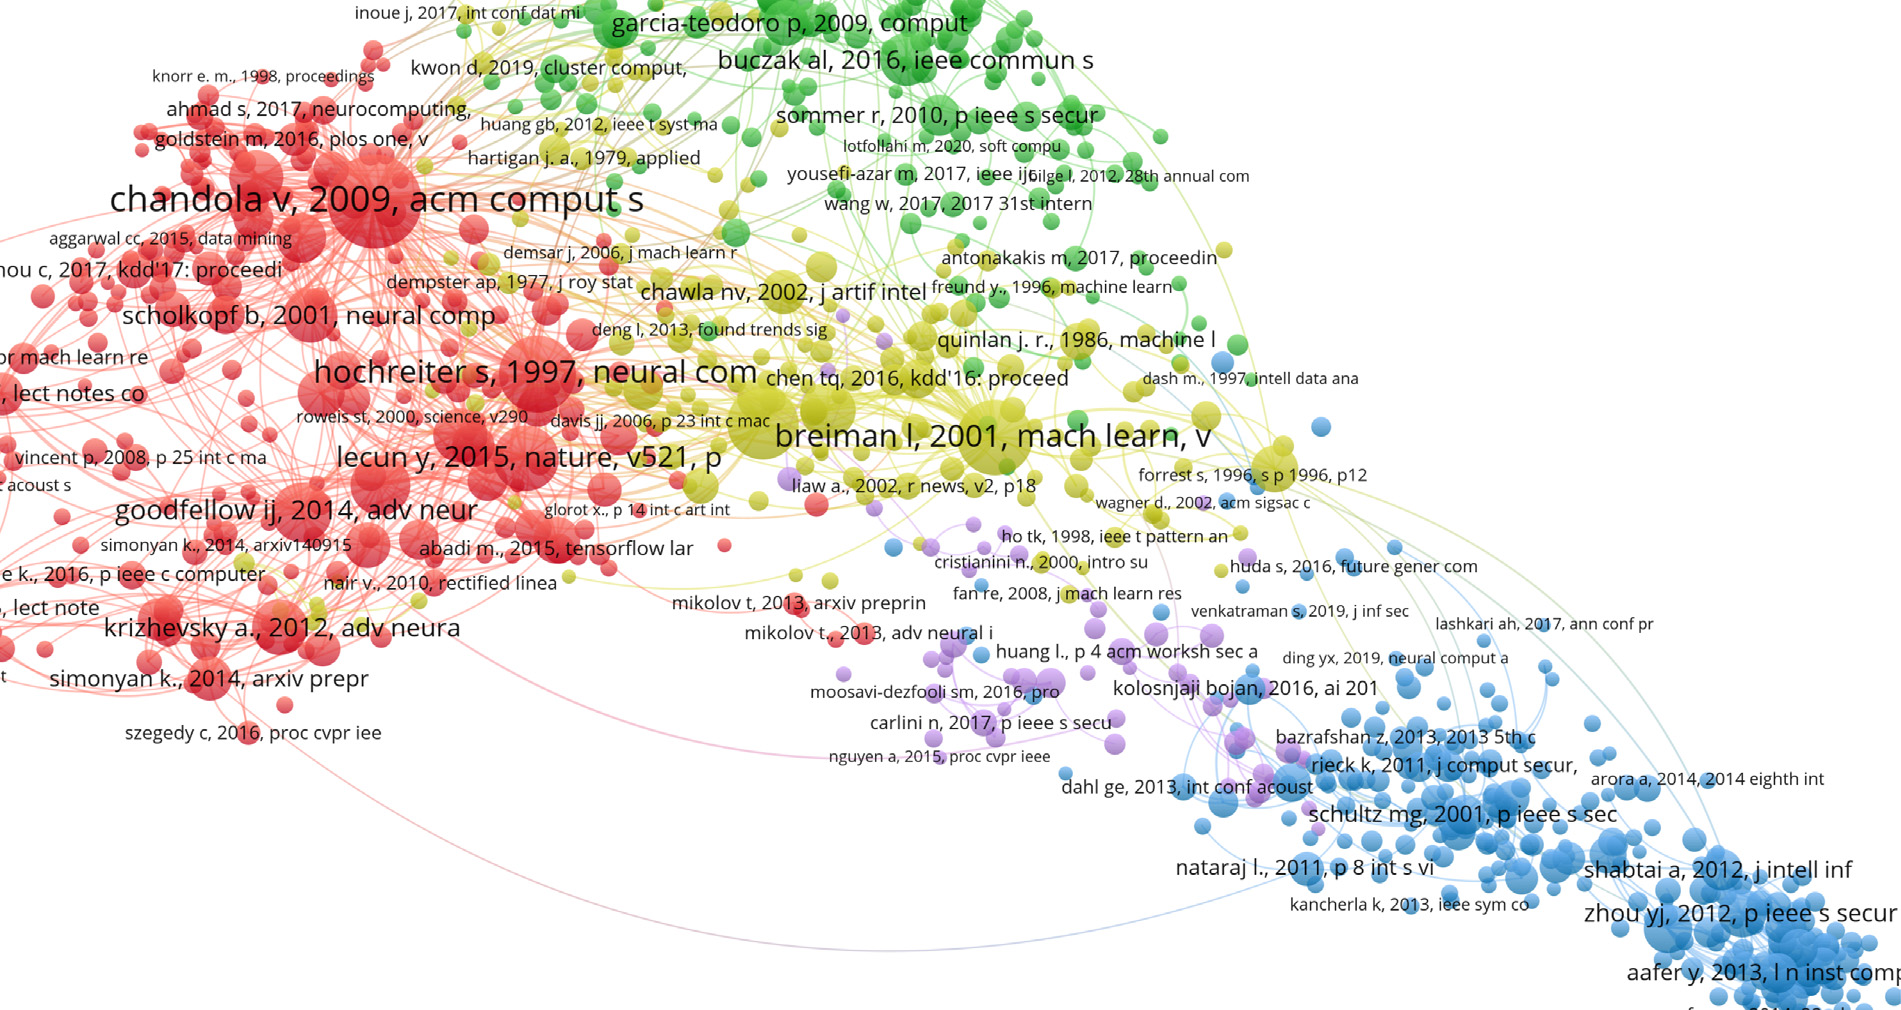 inoue j, 2017, int conf dat mi
garcia-teodoro p, 2009, comput
buczak al, 2016, ieee commun s
kwon d, 2019, cluster comput,
knorr e. m., 1998, proceedings
ahmad s, 2017, neurocomputing,
sommer r, 2010, p ieee s secur
huang gb, 2012, ieee t syst ma
goldstein m, 2016, plos one, v
lotfollahi m, 2020, soft compu
hartigan j. a., 1979, applied
yousefi-azar m, 2017, ieee ijc
bilge l, 2012, 28th annual com
chandola v, 2009, acm comput s
wang w, 2017, 2017 31st intern
aggarwal cc, 2015, data mining
demsar j, 2006, j mach learn r
antonakakis m, 2017, proceedin
hou c, 2017, kdd'17: proceedi
dempster ap, 1977, j roy stat
chawla nv, 2002, j artif intel
freund y., 1996, machine learn
scholkopf b, 2001, neural comp
deng l, 2013, found trends sig
quinlan j. r., 1986, machine l
pr mach learn re
hochreiter s, 1997, neural com
chen tq, 2016, kdd'16: proceed
dash m., 1997, intell data ana
, lect notes co
roweis st, 2000, science, v290
davis jj, 2006, p 23 int c mac
breiman l, 2001, mach learn, v
vincent p, 2008, p 25 int c ma
lecun y, 2015, nature, v521, p
forrest s, 1996, s p 1996, p12
t acoust s
liaw a., 2002, r news, v2, p18
wagner d., 2002, acm sigsac c
goodfellow ij, 2014, adv neur
glorot x., p 14 int c art int
ho tk, 1998, ieee t pattern an
simonyan k., 2014, arxiv140915
abadi m., 2015, tensorflow lar
cristianini n., 2000, intro su
huda s, 2016, future gener com
e k., 2016, p ieee c computer
nair v., 2010, rectified linea
fan re, 2008, j mach learn res
, lect note
mikolov t, 2013, arxiv preprin
venkatraman s, 2019, j inf sec
lashkari ah, 2017, ann conf pr
krizhevsky a., 2012, adv neura
mikolov t., 2013, adv neural i
huang l., p 4 acm worksh sec a
ding yx, 2019, neural comput a
t
simonyan k., 2014, arxiv prepr
moosavi-dezfooli sm, 2016, pro
kolosnjaji bojan, 2016, ai 201
carlini n, 2017, p ieee s secu
szegedy c, 2016, proc cvpr iee
bazrafshan z, 2013, 2013 5th c
nguyen a, 2015, proc cvpr ieee
rieck k, 2011, j comput secur,
arora a, 2014, 2014 eighth int
dahl ge, 2013, int conf acoust
schultz mg, 2001, p ieee s sec
nataraj l., 2011, p 8 int s vi
shabtai a, 2012, j intell inf
kancherla k, 2013, ieee sym co
zhou yj, 2012, p ieee s secur
aafer y, 2013, l n inst comp